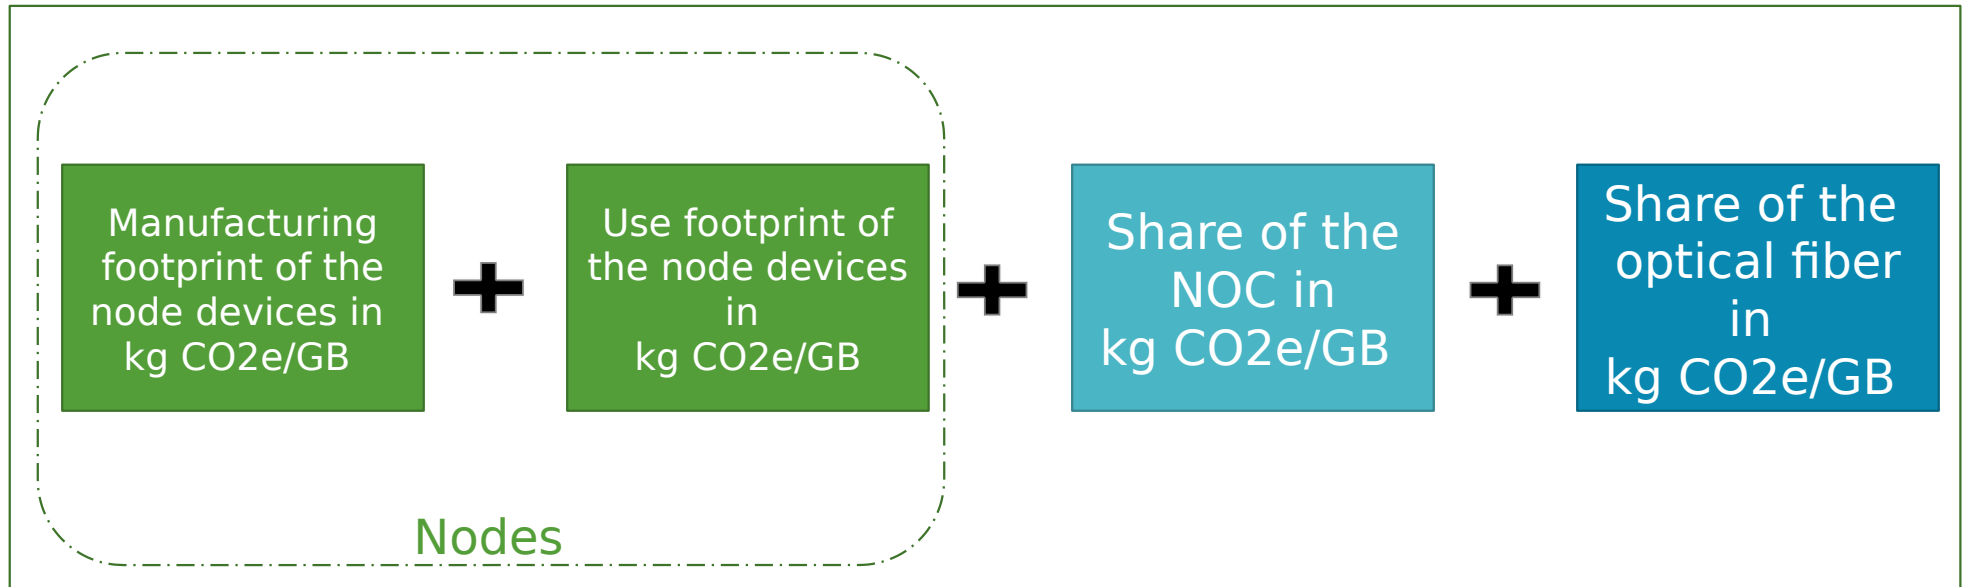 Manufacturing
footprint of the
node devices in
kg CO2e/GB
Use footprint of
the node devices
in
kg CO2e/GB
Share of the
NOC in
kg CO2e/GB
Share of the
optical fiber
in
kg CO2e/GB
Nodes